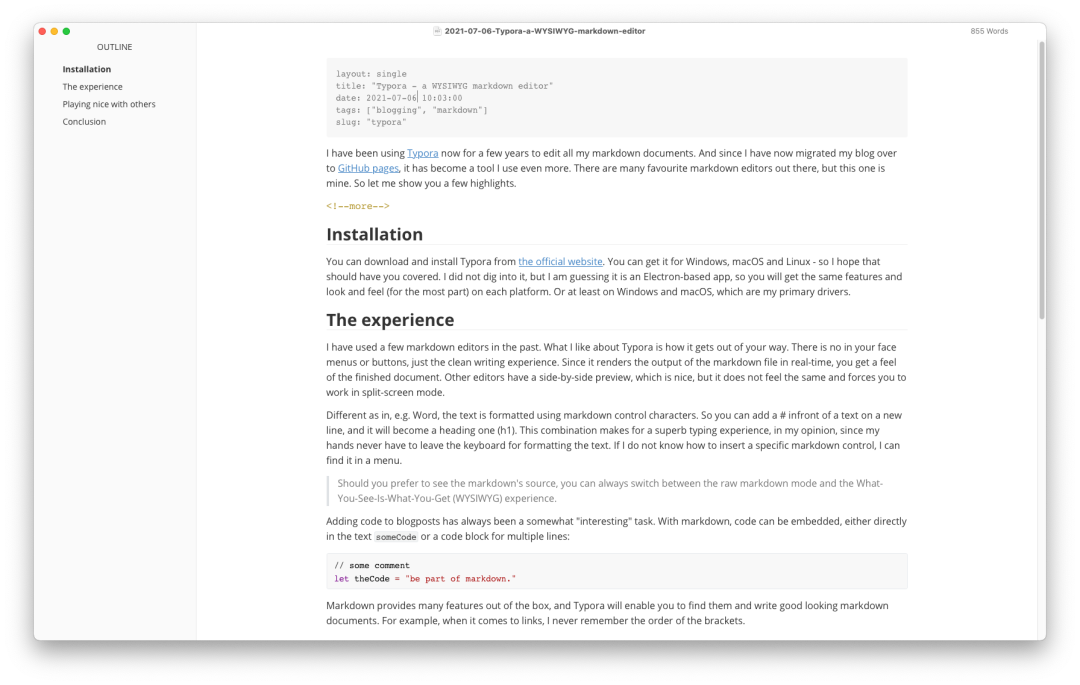 2021-07-06-Typora-a-WYSIWYG-markdown-editor
855 Words
OUTLINE
Installation
The experience
Playing nice with others
Conclusion
layout: single
title: "Typora - a WYSIWYG markdown editor"
date: 2021-07-06 10:03:00
tags: ["blogging", "markdown"]
slug: "typora"
I have been using Typora now for a few years to edit all my markdown documents. And since I have now migrated my blog over
to GitHub pages, it has become a tool I use even more. There are many favourite markdown editors out there, but this one is
mine. So let me show you a few highlights.
<!--more-->
Installation
You can download and install Typora from the official website. You can get it for Windows, macOS and Linux - so I hope that
should have you covered. I did not dig into it, but I am guessing it is an Electron-based app, so you will get the same features and
look and feel (for the most part) on each platform. Or at least on Windows and macOS, which are my primary drivers.
The experience
I have used a few markdown editors in the past. What I like about Typora is how it gets out of your way. There is no in your face
menus or buttons, just the clean writing experience. Since it renders the output of the markdown file in real-time, you get a feel
of the finished document. Other editors have a side-by-side preview, which is nice, but it does not feel the same and forces you to
work in split-screen mode.
Different as in, e.g. Word, the text is formatted using markdown control characters. So you can add a # infront of a text on a new
line, and it will become a heading one (h1). This combination makes for a superb typing experience, in my opinion, since my
hands never have to leave the keyboard for formatting the text. If I do not know how to insert a specific markdown control, I can
find it in a menu.
Should you prefer to see the markdown's source, you can always switch between the raw markdown mode and the What-
You-See-Is-What-You-Get (WYSIWYG) experience.
Adding code to blogposts has always been a somewhat "interesting" task. With markdown, code can be embedded, either directly
in the text someCode or a code block for multiple lines:
// some comment
let theCode = "be part of markdown."
Markdown provides many features out of the box, and Typora will enable you to find them and write good looking markdown
documents. For example, when it comes to links, I never remember the order of the brackets.